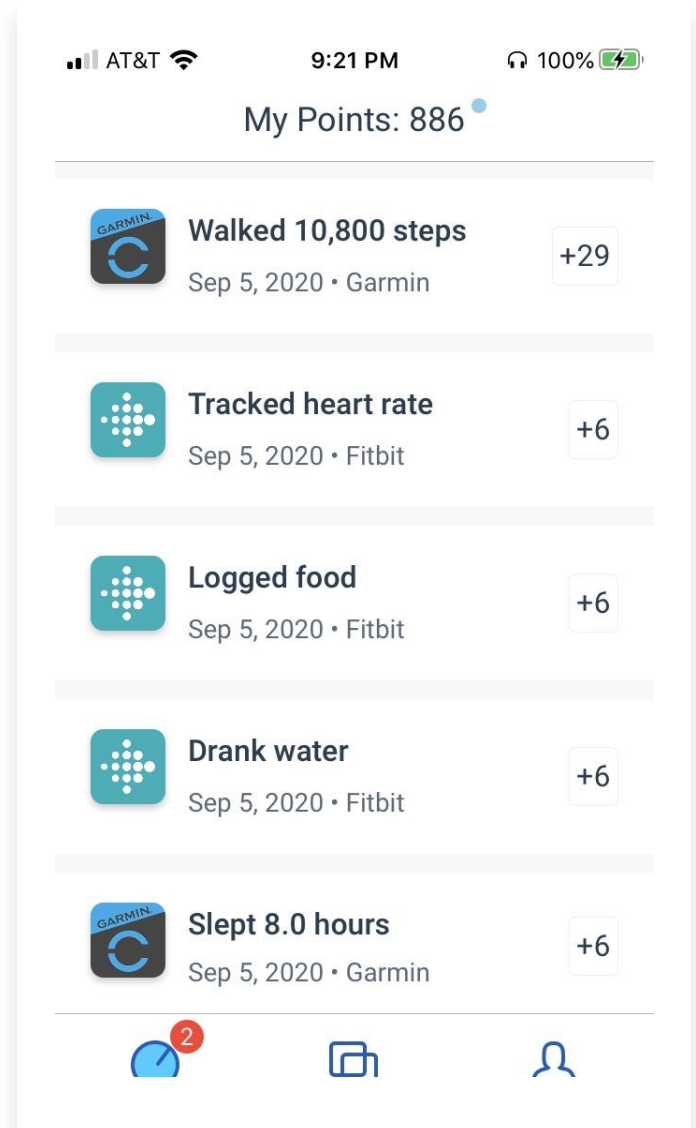 AT&T 9:21 PM 100%
My Points: 886
GARMIN
Walked 10,800 steps
+29
Sep 5, 2020 • Garmin
Tracked heart rate
+6
Sep 5, 2020 • Fitbit
Logged food
+6
Sep 5, 2020 • Fitbit
Drank water
+6
Sep 5, 2020 • Fitbit
GARMIN
Slept 8.0 hours
+6
Sep 5, 2020 • Garmin
2